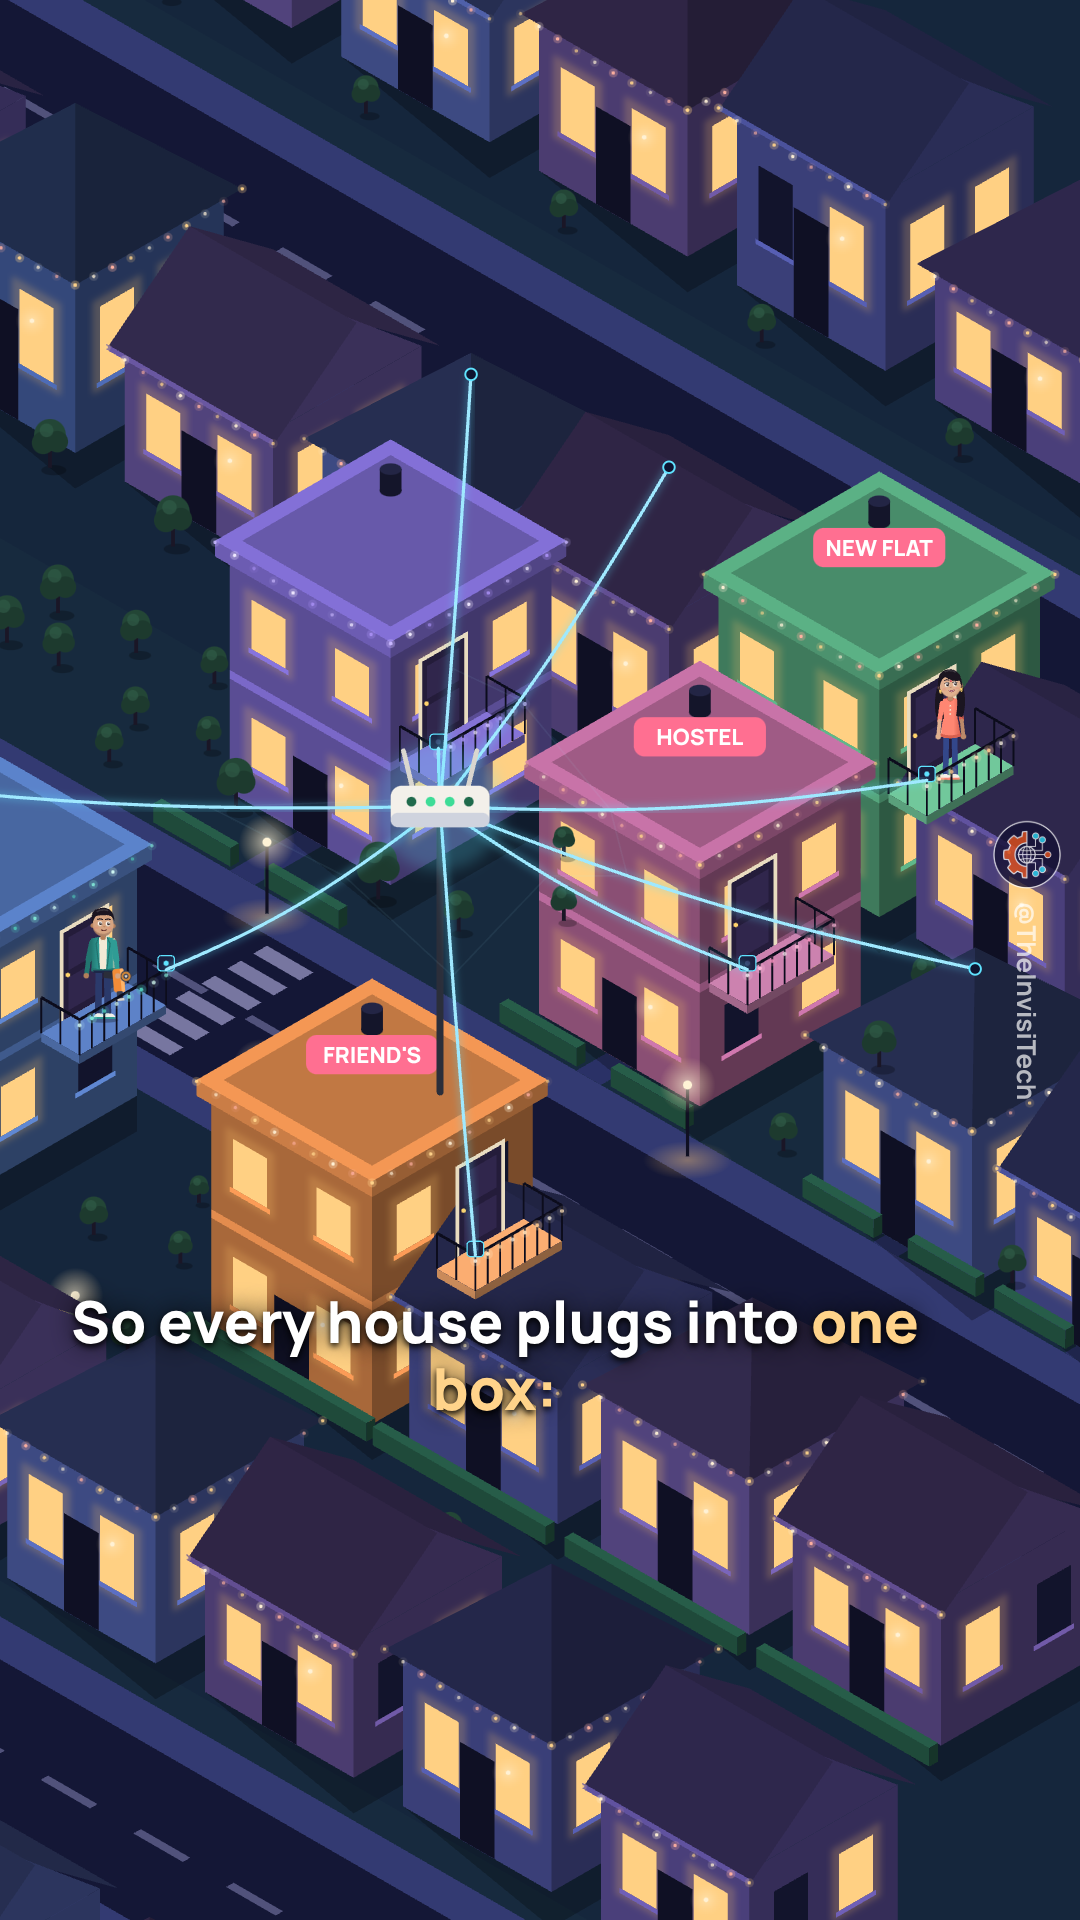 NEW FLAT
HOSTEL
@TheInvisiTech
FRIEND'S
So every house plugs into one
box: